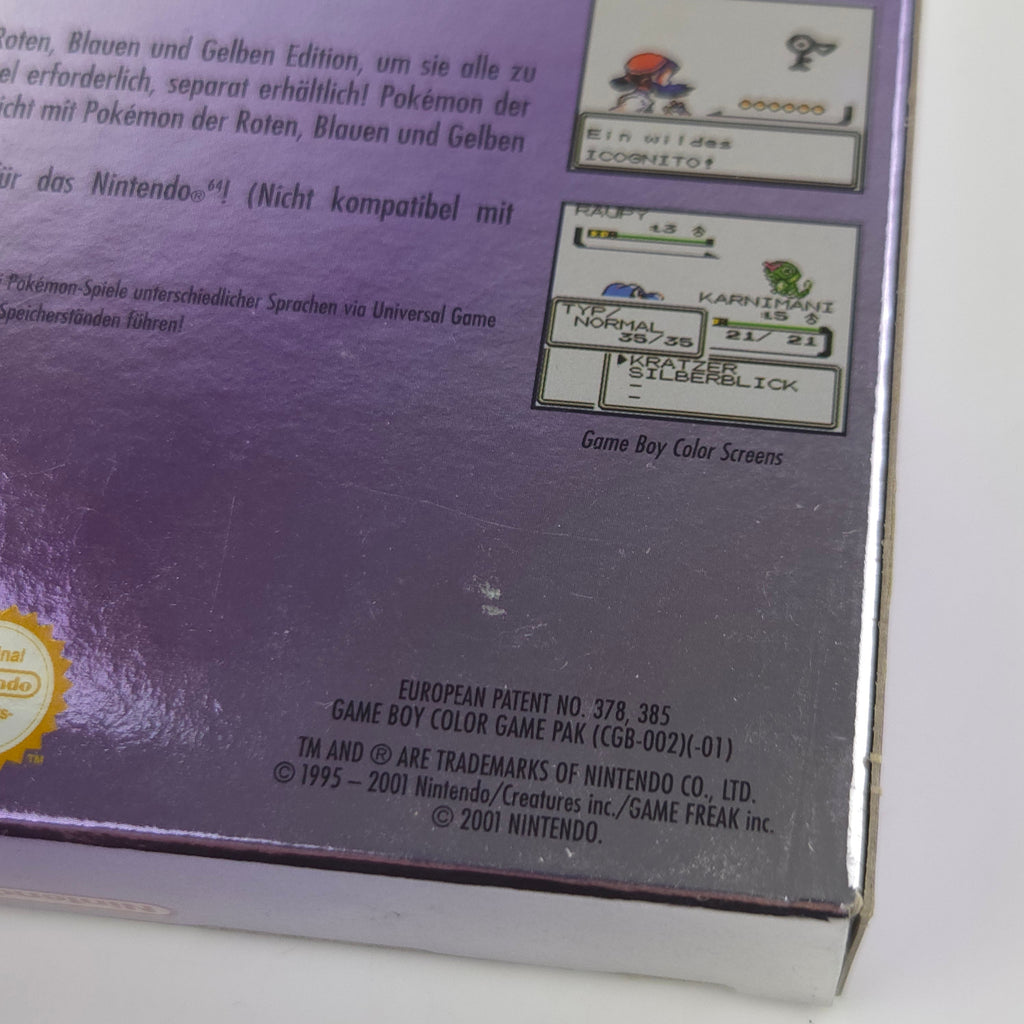 Roten, Blauen und Gelben Edition, um sie alle zu
erforderlich, separat erhältlich! Pokémon der
mit Pokémon der Roten, Blauen und Gelben
für das Nintendo®⁶⁴! (Nicht kompatibel mit
Pokémon-Spiele unterschiedlicher Sprachen via Universal Game
Speicherständen führen!
Ein wildes
ICOGNITO!
RAUPY
13
KARNIMANI
15
TYP/
NORMAL
35/35
21/ 21
▶KRATZER
SILBERBLICK
–
–
Game Boy Color Screens
EUROPEAN PATENT NO. 378, 385
GAME BOY COLOR GAME PAK (CGB-002)(-01)
TM AND ® ARE TRADEMARKS OF NINTENDO CO., LTD.
© 1995 – 2001 Nintendo/Creatures inc./GAME FREAK inc.
© 2001 NINTENDO.
TM